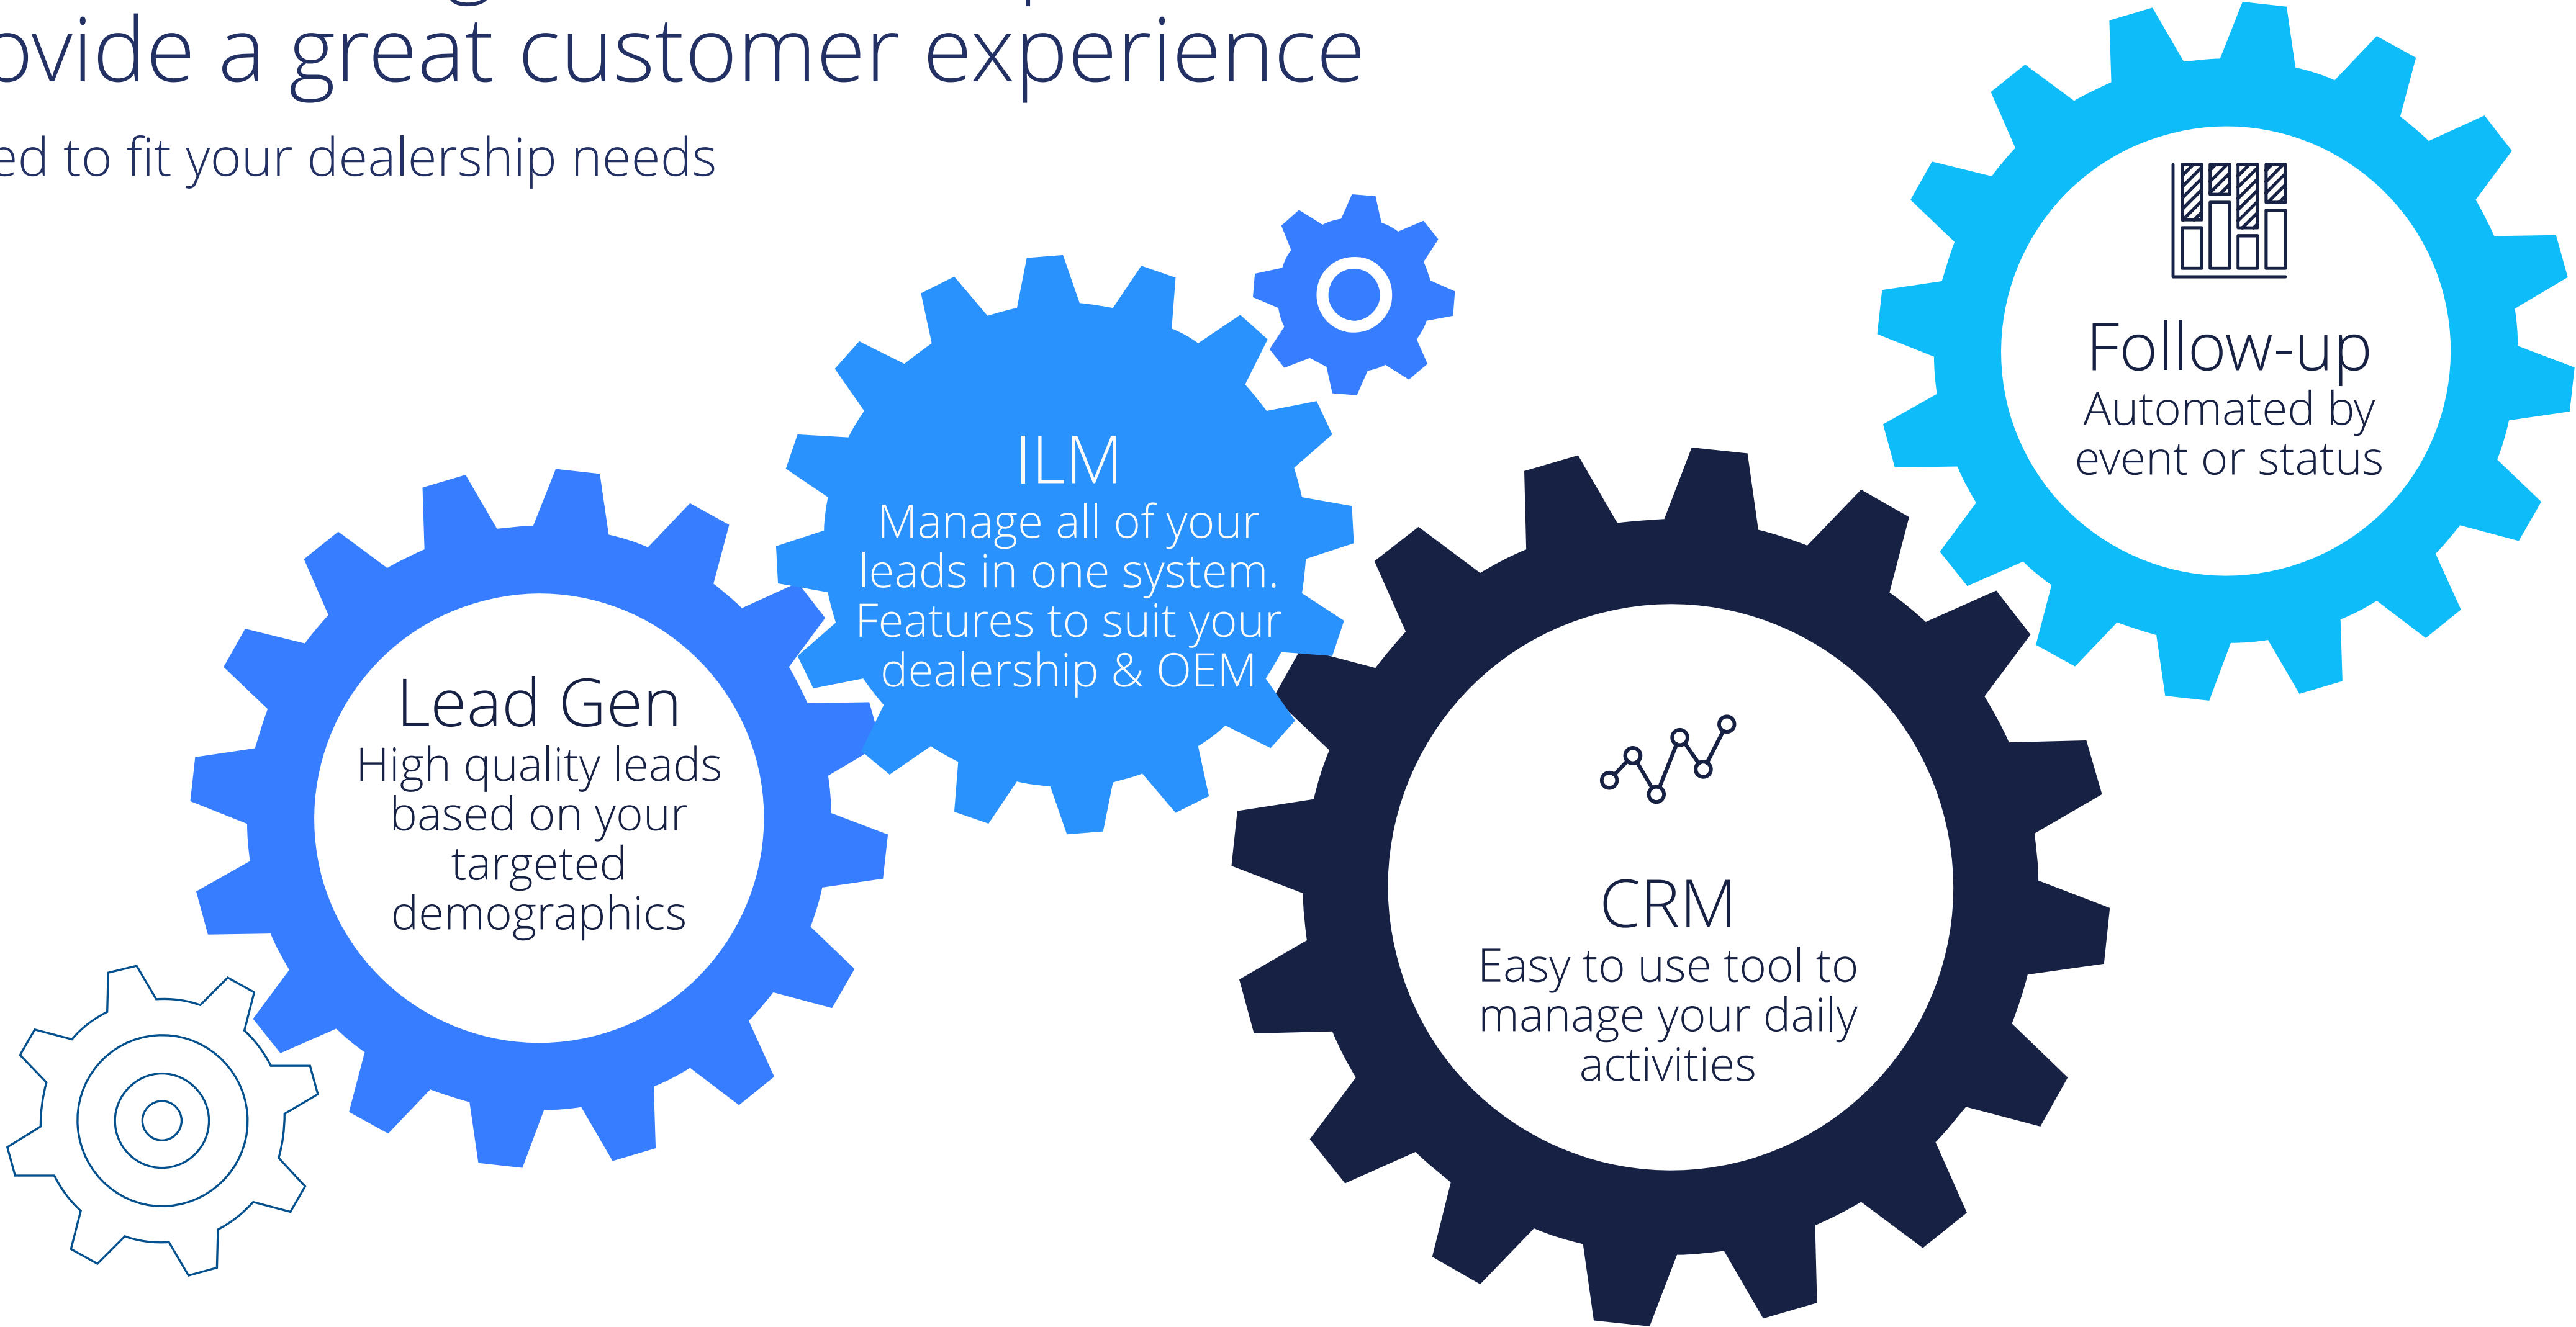 a great customer experience
to fit your dealership needs
Follow-up
Automated by
event or status
ILM
Manage all of your
leads in one system.
Features to suit your
dealership & OEM
Lead Gen
High quality leads
based on your
targeted
demographics
CRM
Easy to use tool to
manage your daily
activities